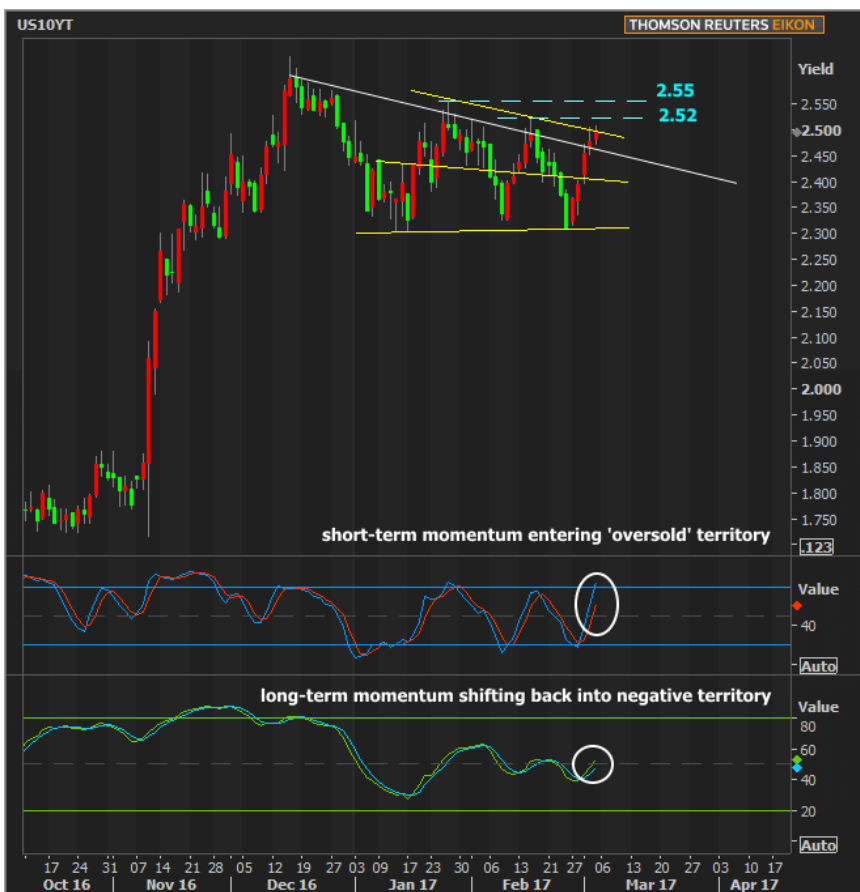 US10YT
THOMSON REUTERS EIKON
Yield
2.55
2.550
2.52
2.500
2.450
2.400
2.350
2.300
2.250
2.200
2.150
2.100
2.050
2.000
1.950
1.900
1.850
1.800
1.750
short-term momentum entering 'oversold' territory
.123
Value
40
Auto
long-term momentum shifting back into negative territory
Value
80
60
40
20
Auto
17 24 31 07 14 21 28 05 12 19 27 03 09 17 23 30 06 13 21 27 06 13 20 27 03 10 17
Oct 16 Nov 16 Dec 16 Jan 17 Feb 17 Mar 17 Apr 17